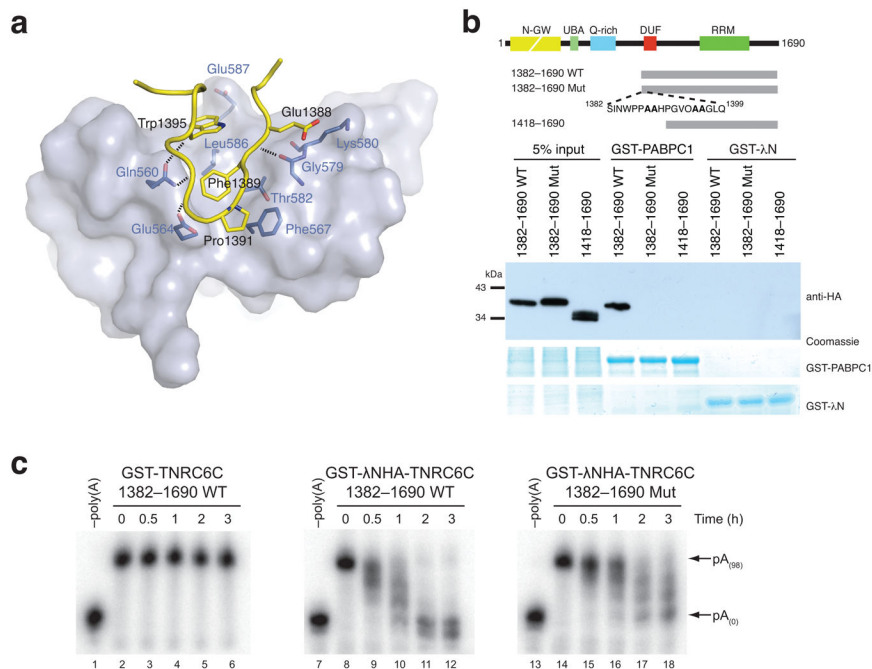 a
Glu587
Trp1395
Glu1388
Leu586
Lys580
Gln560
Gly579
Phe1389
Thr582
Glu564
Phe567
Pro1391
b
N-GW UBA Q-rich DUF RRM
1 1690
1382–1690 WT
1382–1690 Mut
1382 SINWPPAAHPGVOAAGLQ 1399
1418–1690
5% input GST-PABPC1 GST-λN
1382–1690 WT
1382–1690 Mut
1418–1690
1382–1690 WT
1382–1690 Mut
1418–1690
1382–1690 WT
1382–1690 Mut
1418–1690
kDa
43
34
anti-HA
Coomassie
GST-PABPC1
GST-λN
c
GST-TNRC6C GST-λNHA-TNRC6C GST-λNHA-TNRC6C
1382–1690 WT 1382–1690 WT 1382–1690 Mut
–poly(A) 0 0.5 1 2 3 –poly(A) 0 0.5 1 2 3 –poly(A) 0 0.5 1 2 3 Time (h)
pA(98)
pA(0)
1 2 3 4 5 6 7 8 9 10 11 12 13 14 15 16 17 18